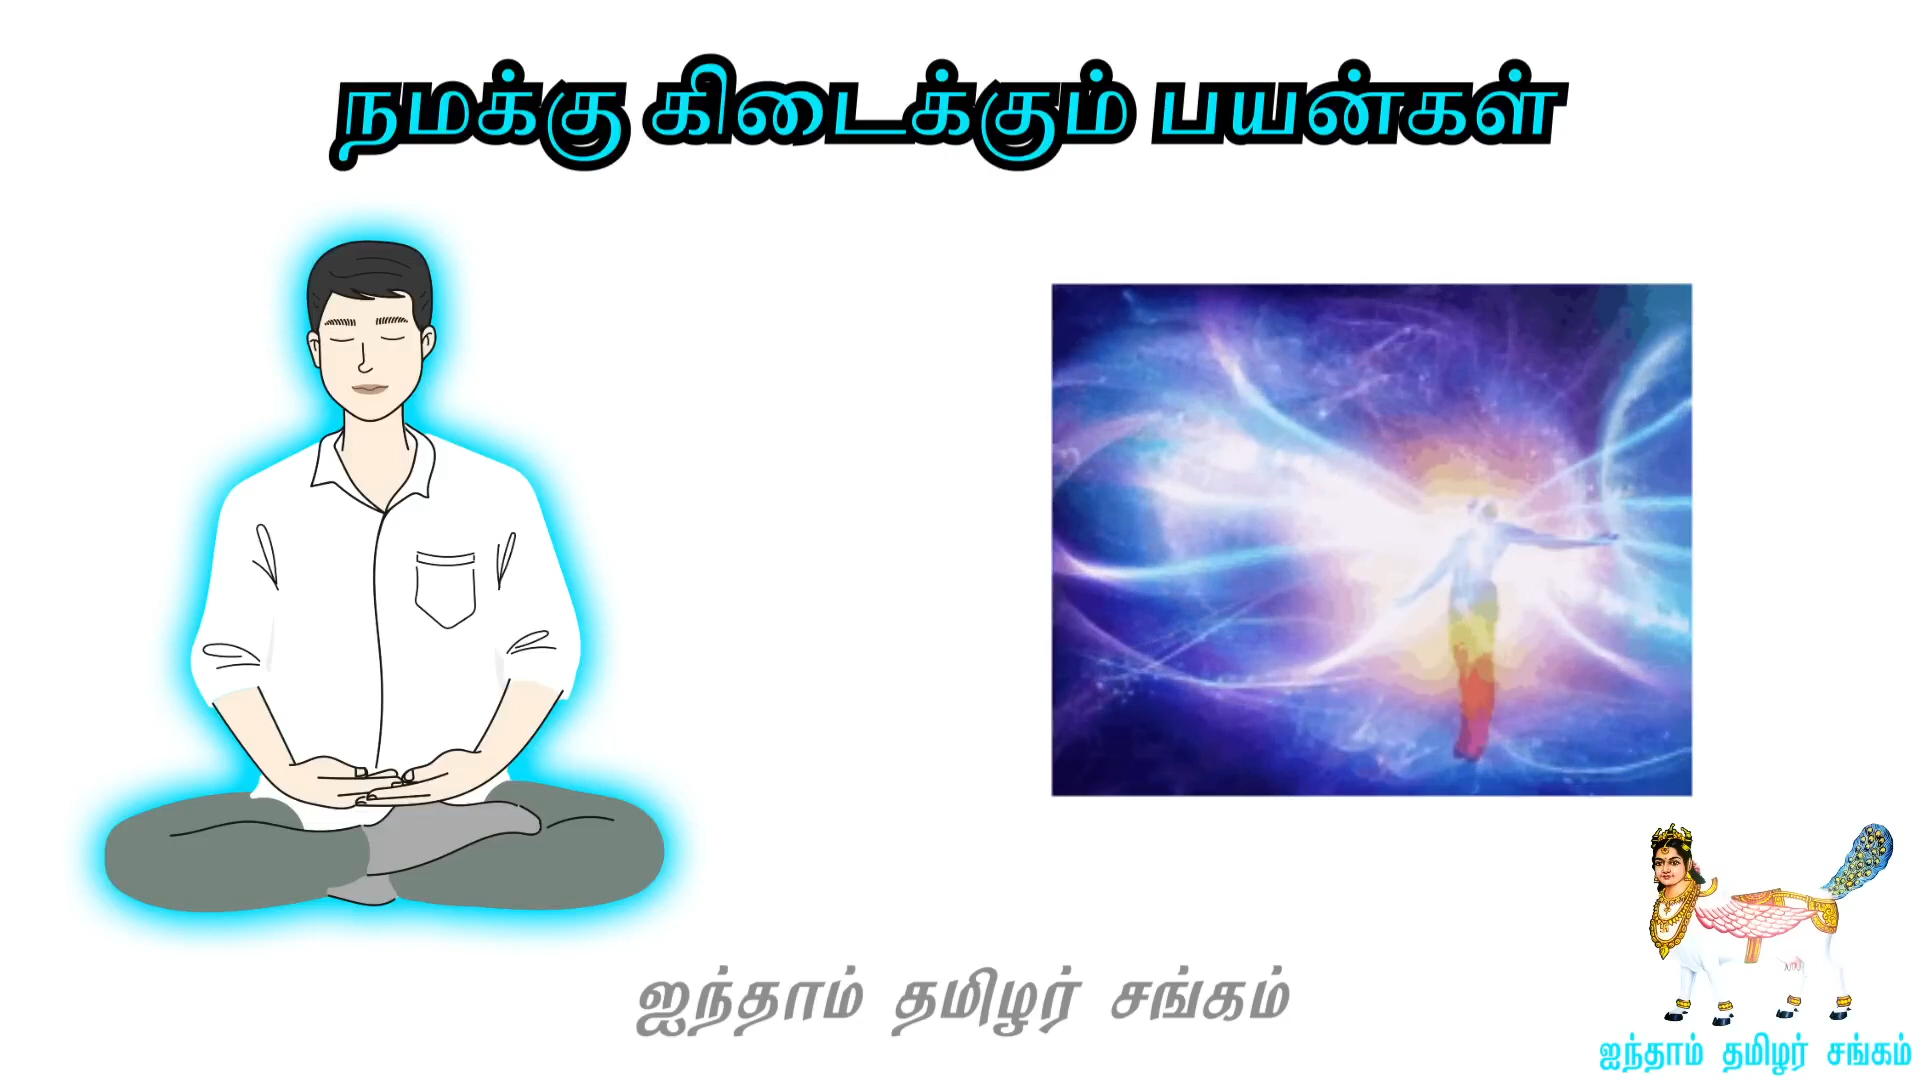 நமக்கு கிடைக்கும் பயன்கள்
ஐந்தாம் தமிழர் சங்கம்
ஐந்தாம் தமிழர் சங்கம்